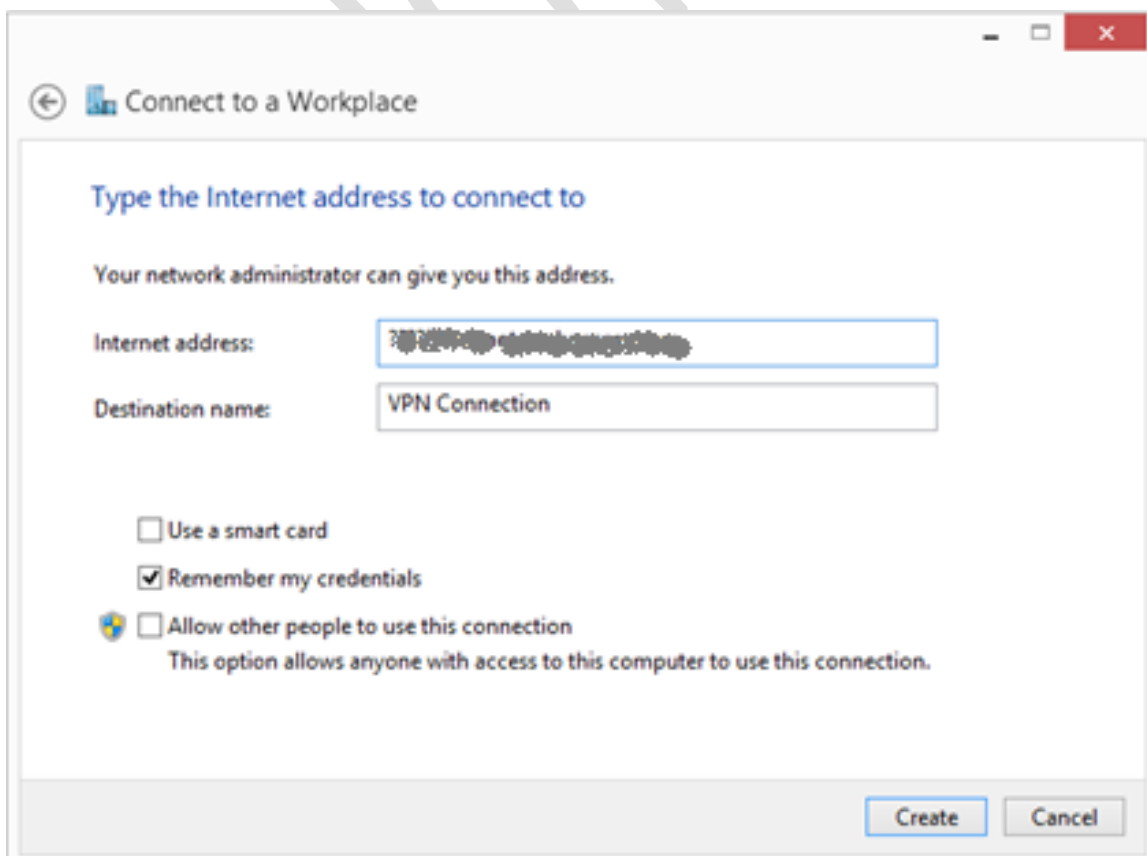 Connect to a Workplace
Type the Internet address to connect to
Your network administrator can give you this address.
Internet address:
Destination name: VPN Connection
Use a smart card
Remember my credentials
Allow other people to use this connection
This option allows anyone with access to this computer to use this connection.
Create Cancel